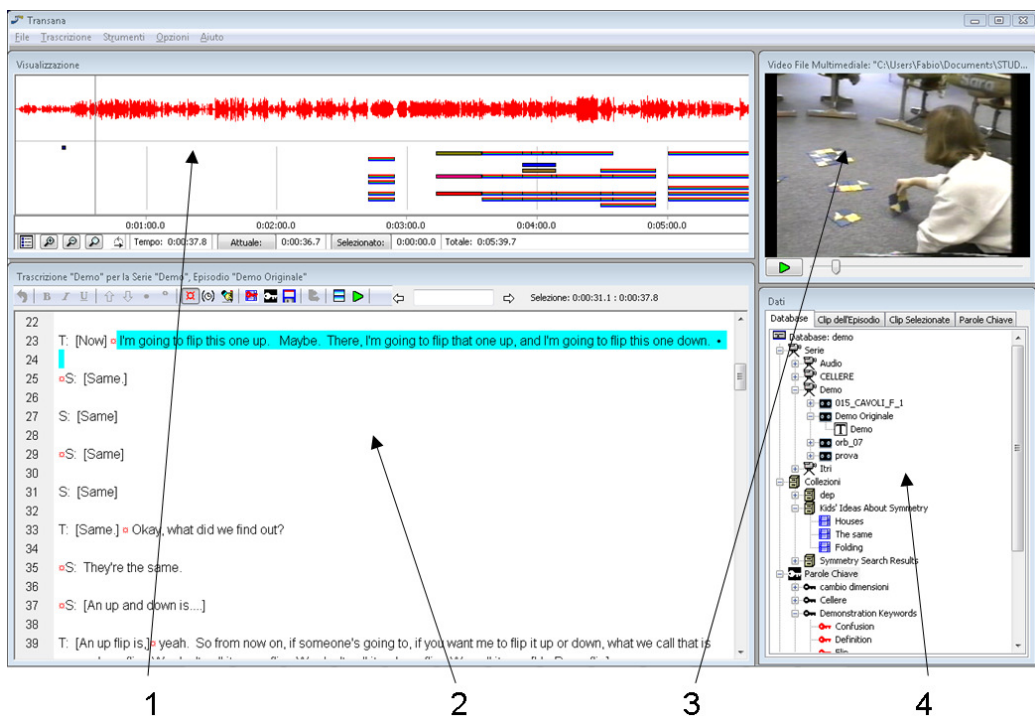 Transana
File Trascrizione Strumenti Opzioni Aiuto
Visualizzazione
0:01:00.0 0:02:00.0 0:03:00.0 0:04:00.0 0:05:00.0
Tempo: 0:00:37.8 Attuale: 0:00:36.7 Selezionato: 0:00:00.0 Totale: 0:05:39.7
Video File Multimediale: "C:\Users\Fabio\Documents\STUD...
Trascrizione "Demo" per la Serie "Demo", Episodio "Demo Originale"
B I U Selezione: 0:00:31.1 : 0:00:37.8
22
23 T: [Now] ¤ I'm going to flip this one up. Maybe. There, I'm going to flip that one up, and I'm going to flip this one down. •
24
25 ¤S: [Same.]
26
27 S: [Same]
28
29 ¤S: [Same]
30
31 S: [Same]
32
33 T: [Same.] ¤ Okay, what did we find out?
34
35 ¤S: They're the same.
36
37 ¤S: [An up and down is....]
38
39 T: [An up flip is,]¤ yeah. So from now on, if someone's going to, if you want me to flip it up or down, what we call that is
Dati
Database Clip dell'Episodio Clip Selezionate Parole Chiave
Database: demo
Serie
Audio
CELLERE
Demo
015_CAVOLI_F_1
Demo Originale
T Demo
orb_07
prova
Itri
Collezioni
dep
Kids' Ideas About Symmetry
Houses
The same
Folding
Symmetry Search Results
Parole Chiave
cambio dimensioni
Cellere
Demonstration Keywords
Confusion
Definition
1 2 3 4